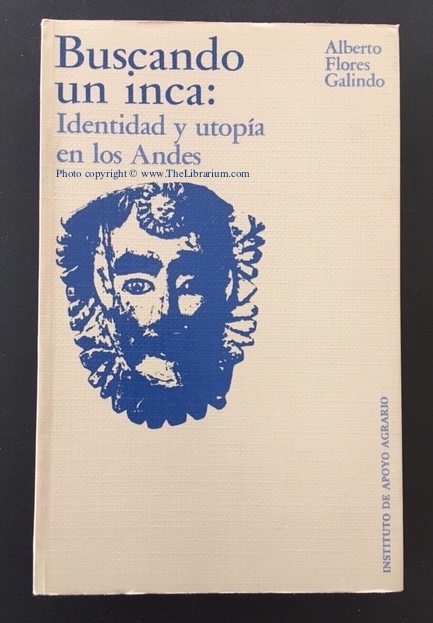 Buscando
un inca:
Identidad y utopía
en los Andes
Alberto
Flores
Galindo
Photo copyright © www.TheLibrarium.com
INSTITUTO DE APOYO AGRARIO